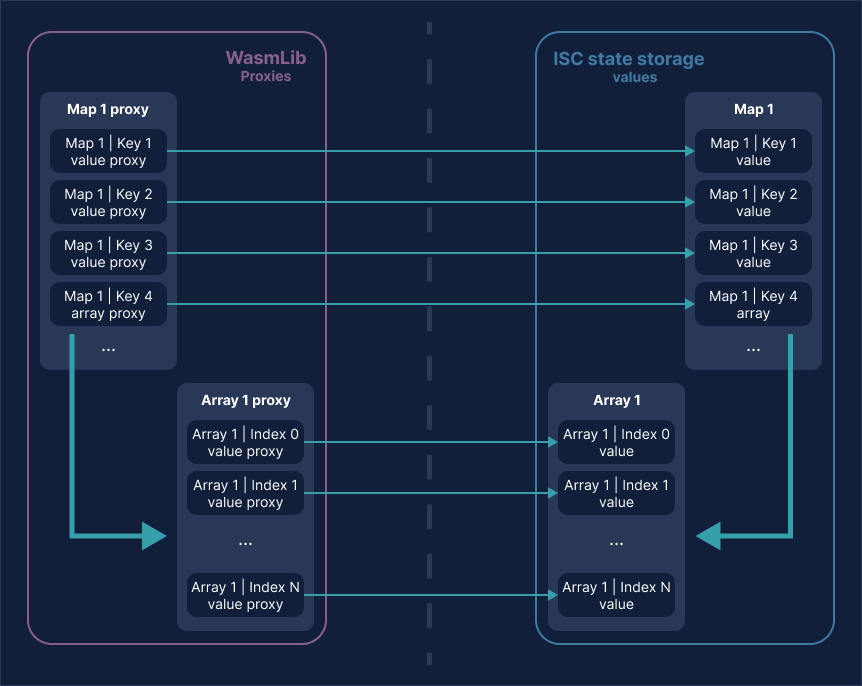 WasmLib
Proxies
Map 1 proxy
Map 1 | Key 1
value proxy
Map 1 | Key 2
value proxy
Map 1 | Key 3
value proxy
Map 1 | Key 4
array proxy
...
Array 1 proxy
Array 1 | Index 0
value proxy
Array 1 | Index 1
value proxy
...
Array 1 | Index N
value proxy
ISC state storage
values
Map 1
Map 1 | Key 1
value
Map 1 | Key 2
value
Map 1 | Key 3
value
Map 1 | Key 4
array
...
Array 1
Array 1 | Index 0
value
Array 1 | Index 1
value
...
Array 1 | Index N
value